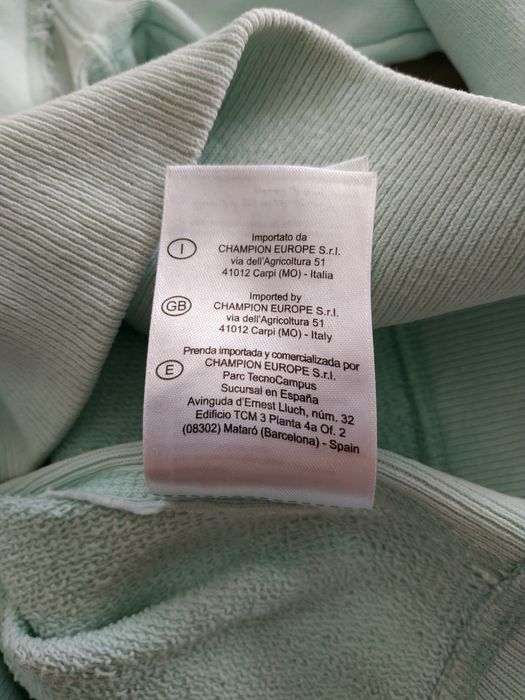 Importato da
I CHAMPION EUROPE S.r.l.
via dell'Agricoltura 51
41012 Carpi (MO) - Italia
Imported by
GB CHAMPION EUROPE S.r.l.
via dell'Agricoltura 51
41012 Carpi (MO) - Italy
Prenda importada y comercializada por
E CHAMPION EUROPE S.r.l.
Parc TecnoCampus
Sucursal en España
Avinguda d'Ernest Lluch, núm. 32
Edificio TCM 3 Planta 4a Of. 2
(08302) Mataró (Barcelona) - Spain